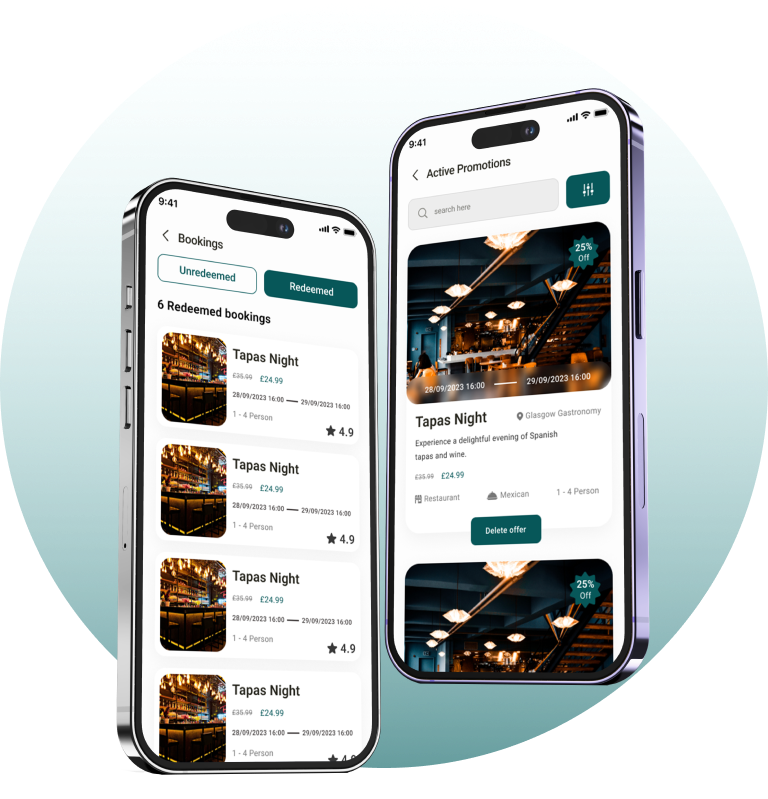 9:41
Bookings
Unredeemed
Redeemed
6 Redeemed bookings
Tapas Night
£35.99 £24.99
28/09/2023 16:00 29/09/2023 16:00
1 - 4 Person
4.9
Tapas Night
£35.99 £24.99
28/09/2023 16:00 29/09/2023 16:00
1 - 4 Person
4.9
Tapas Night
£35.99 £24.99
28/09/2023 16:00 29/09/2023 16:00
1 - 4 Person
4.9
Tapas Night
£35.99 £24.99
28/09/2023 16:00 29/09/2023 16:00
1 - 4 Person
4.9
9:41
Active Promotions
search here
25%
Off
28/09/2023 16:00 29/09/2023 16:00
Tapas Night Glasgow Gastronomy
Experience a delightful evening of Spanish
tapas and wine.
£35.99 £24.99
Restaurant Mexican 1 - 4 Person
Delete offer
25%
Off